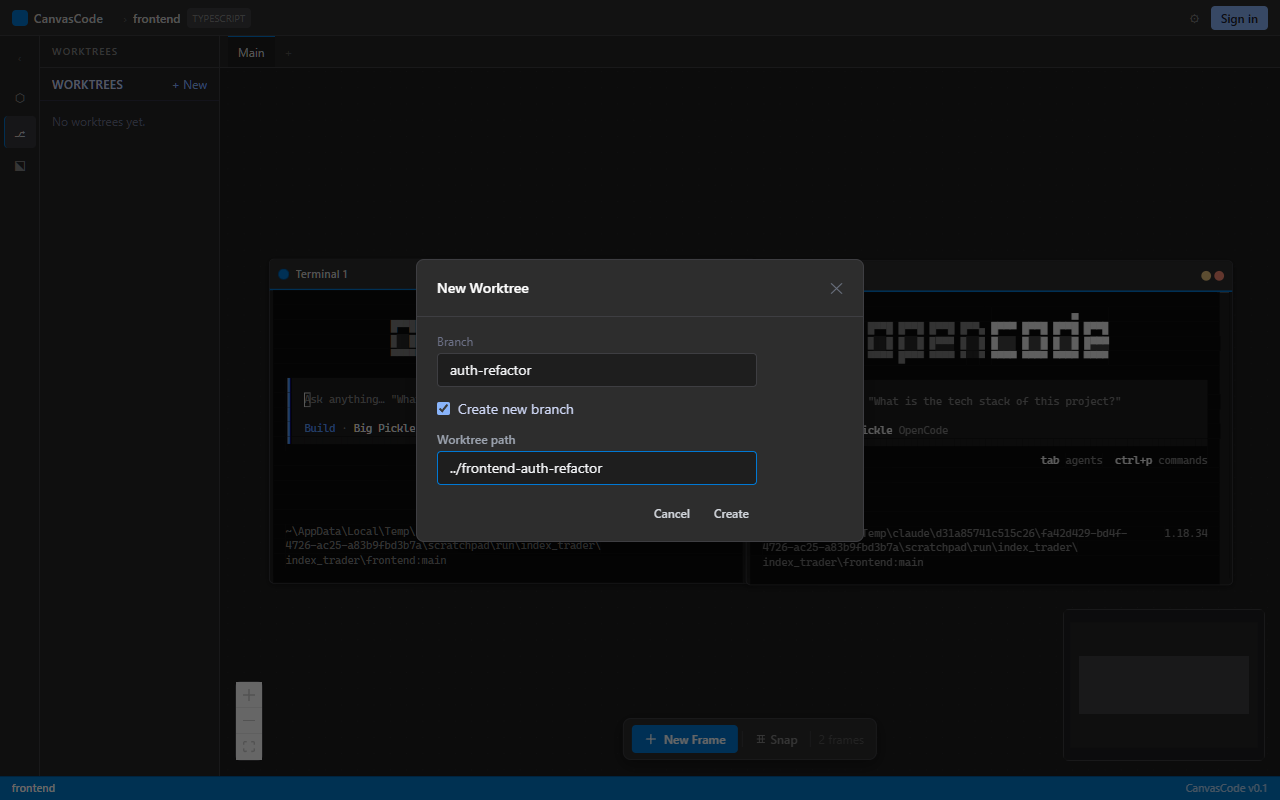 CanvasCode › frontend TYPESCRIPT
Sign in
WORKTREES
WORKTREES + New
No worktrees yet.
Main +
Terminal 1
opencode
Ask anything… "Wha
Build · Big Pickle
~\AppData\Local\Temp\
4726-ac25-a83b9fbd3b7a\scratchpad\run\index_trader\
index_trader\frontend:main
"What is the tech stack of this project?"
ickle OpenCode
tab agents ctrl+p commands
Temp\claude\d31a85741c515c26\fa42d429-bd4f-
4726-ac25-a83b9fbd3b7a\scratchpad\run\index_trader\
index_trader\frontend:main
1.18.34
New Worktree
Branch
auth-refactor
Create new branch
Worktree path
../frontend-auth-refactor
Cancel Create
+ New Frame Snap 2 frames
frontend
CanvasCode v0.1